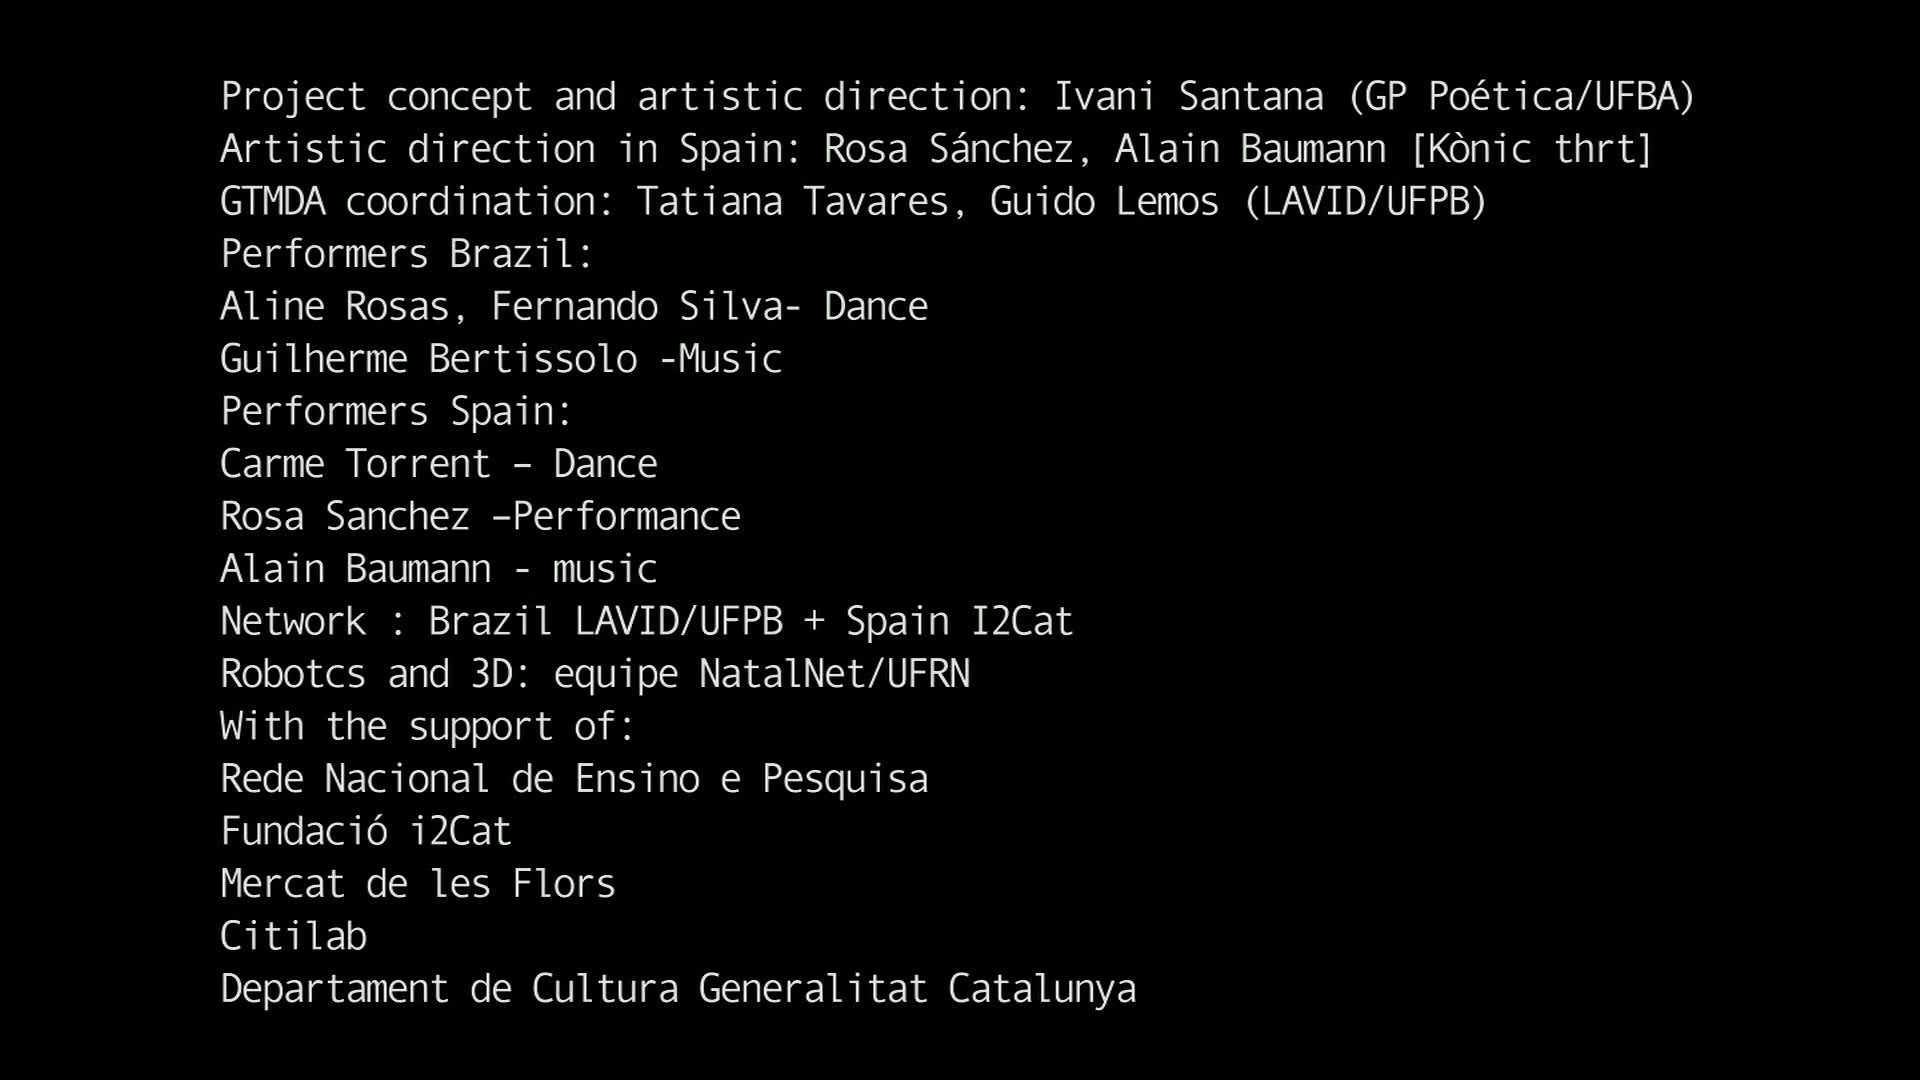 Project concept and artistic direction: Ivani Santana (GP Poética/UFBA)
Artistic direction in Spain: Rosa Sánchez, Alain Baumann [Kònic thrt]
GTMDA coordination: Tatiana Tavares, Guido Lemos (LAVID/UFPB)
Performers Brazil:
Aline Rosas, Fernando Silva- Dance
Guilherme Bertissolo -Music
Performers Spain:
Carme Torrent – Dance
Rosa Sanchez –Performance
Alain Baumann - music
Network : Brazil LAVID/UFPB + Spain I2Cat
Robotcs and 3D: equipe NatalNet/UFRN
With the support of:
Rede Nacional de Ensino e Pesquisa
Fundació i2Cat
Mercat de les Flors
Citilab
Departament de Cultura Generalitat Catalunya